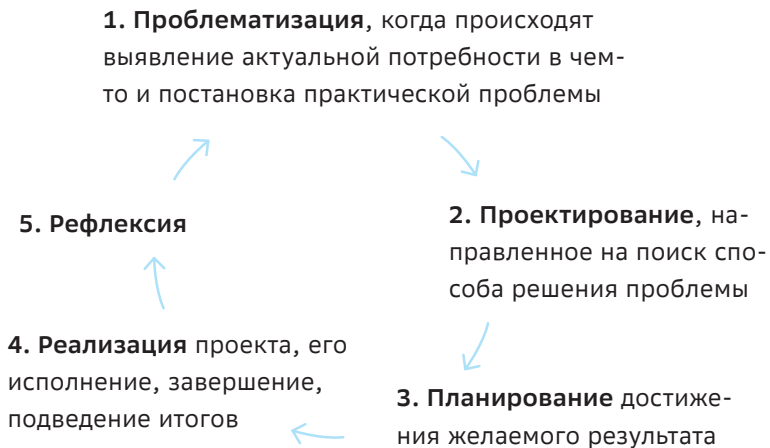 1. Проблематизация, когда происходят
выявление актуальной потребности в чем-
то и постановка практической проблемы
2. Проектирование, на-
правленное на поиск спо-
соба решения проблемы
3. Планирование достиже-
ния желаемого результата
4. Реализация проекта, его
исполнение, завершение,
подведение итогов
5. Рефлексия